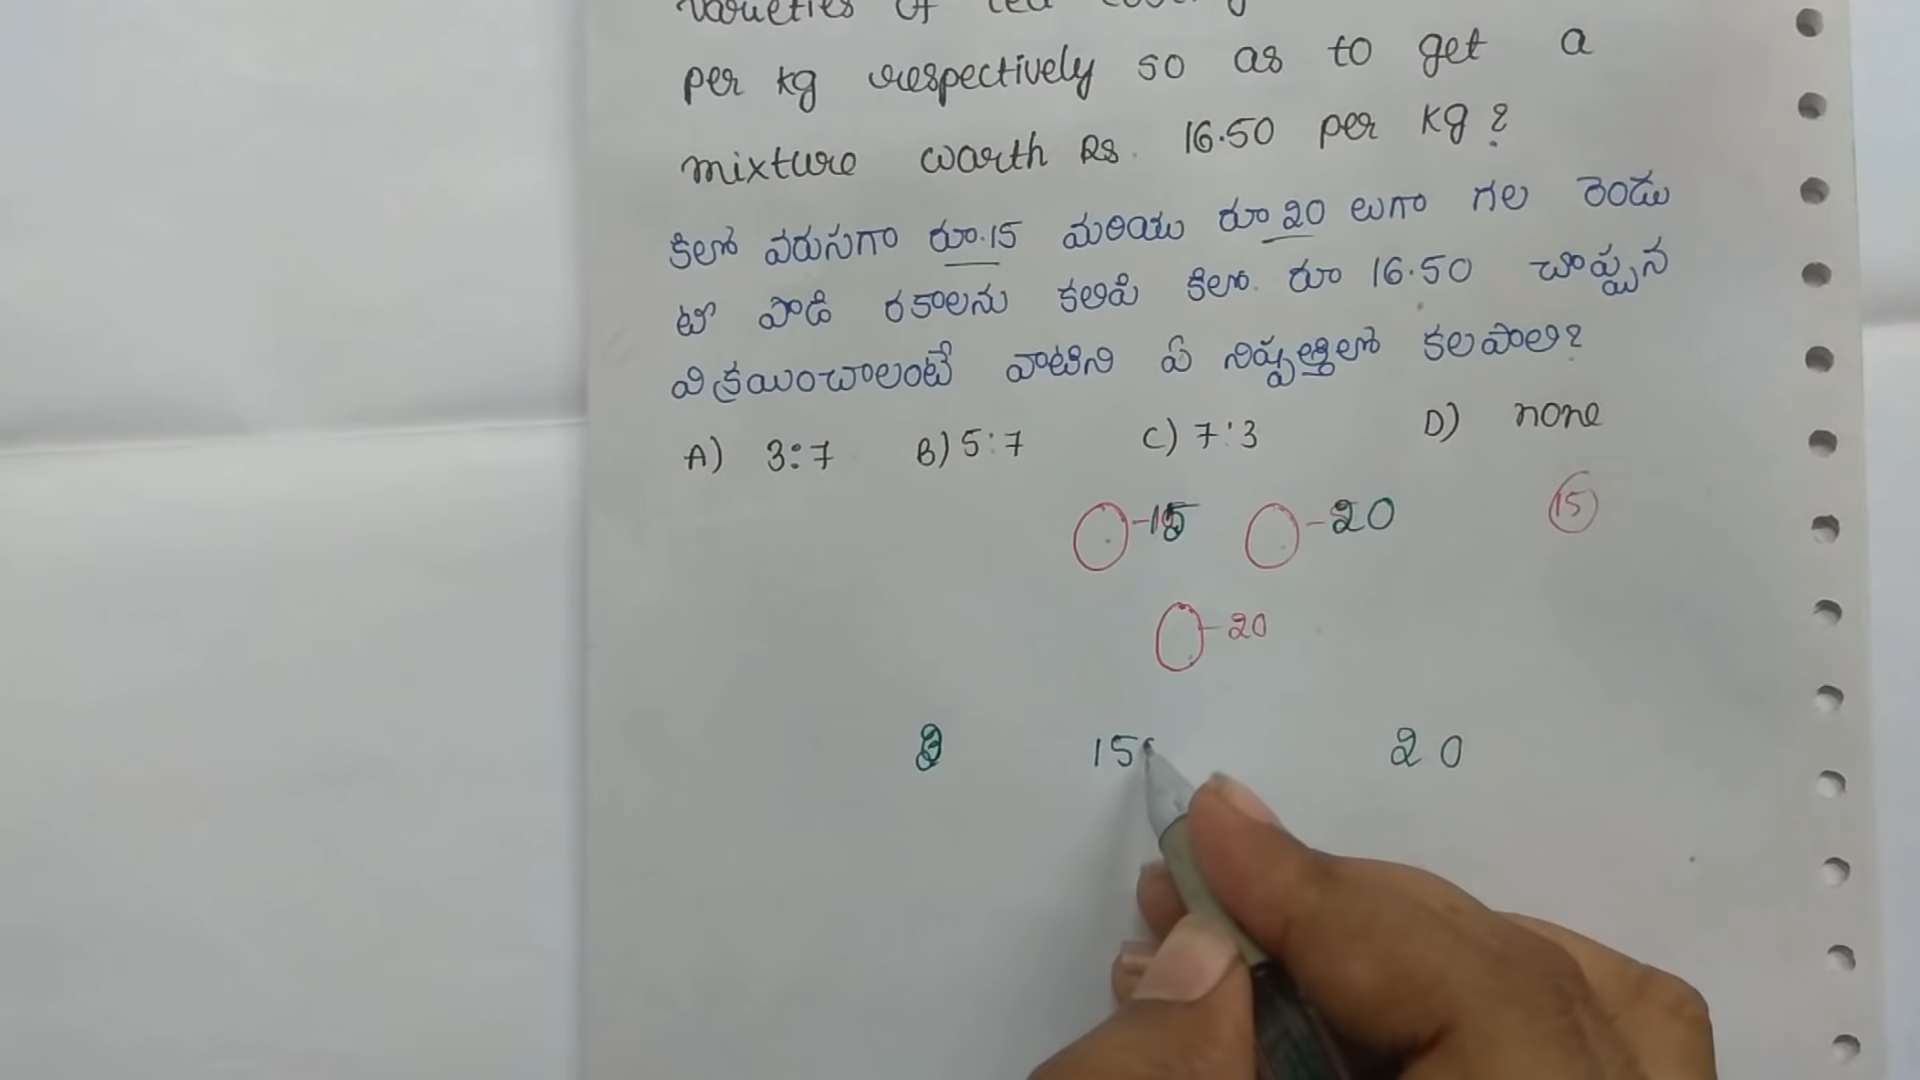 varieties of
per kg respectively so as to get a
mixture worth Rs. 16.50 per kg?
కిలో వరుసగా రూ.15 మరియు రూ 20 లుగా గల రెండు
టీ పొడి రకాలను కలిపి కిలో. రూ 16.50 చొప్పున
విక్రయించాలంటే వాటిని ఏ నిష్పత్తిలో కలపాలి?
A) 3:7 B) 5:7 C) 7:3 D) none
-15 -20 15
-20
15 20